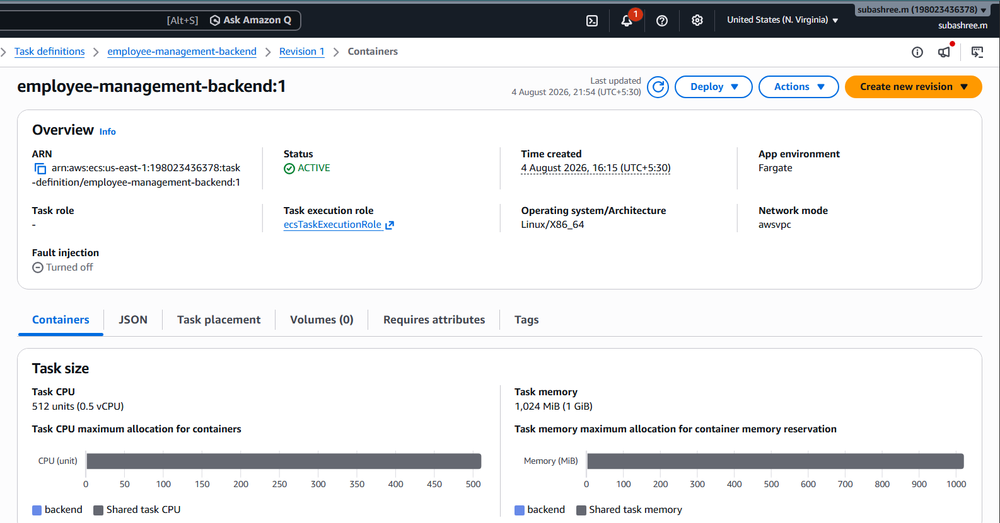 [Alt+S] Ask Amazon Q 1 United States (N. Virginia) subashree.m (198023436378)
subashree.m
Task definitions employee-management-backend Revision 1 Containers
employee-management-backend:1
Last updated
4 August 2026, 21:54 (UTC+5:30)
Deploy Actions Create new revision
Overview Info
ARN
arn:aws:ecs:us-east-1:198023436378:task
-definition/employee-management-backend:1
Status
ACTIVE
Time created
4 August 2026, 16:15 (UTC+5:30)
App environment
Fargate
Task role
-
Task execution role
ecsTaskExecutionRole
Operating system/Architecture
Linux/X86_64
Network mode
awsvpc
Fault injection
Turned off
Containers JSON Task placement Volumes (0) Requires attributes Tags
Task size
Task CPU
512 units (0.5 vCPU)
Task CPU maximum allocation for containers
CPU (unit)
0 50 100 150 200 250 300 350 400 450 500
backend Shared task CPU
Task memory
1,024 MiB (1 GiB)
Task memory maximum allocation for container memory reservation
Memory (MiB)
0 100 200 300 400 500 600 700 800 900 1000
backend Shared task memory